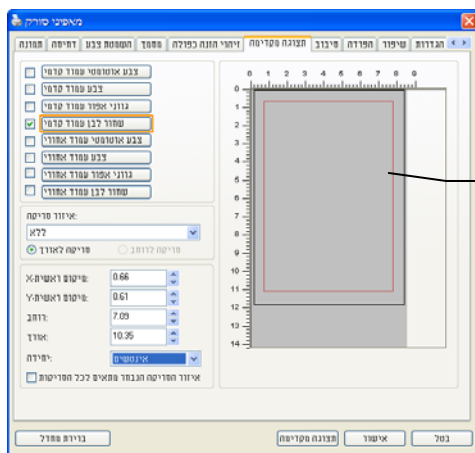 מאפיני סורק
תמונה דחיסה השמטת צבע מסמך זיהוי הזנה כפולה תצוגה מקדימה סיבוב הפרדה שיפור הגדרות
צבע אוטומטי עמוד קדמי
צבע עמוד קדמי
גווני אפור עמוד קדמי
שחור לבן עמוד קדמי
צבע אוטומטי עמוד אחורי
צבע עמוד אחורי
גווני אפור עמוד אחורי
שחור לבן עמוד אחורי
איזור סריקה:
ללא
סריקה לאורך סריקה לרוחב
מיקום ראשית-X: 0.66
מיקום ראשית-Y: 0.61
רוחב: 7.09
אורך: 10.35
יחידה: אינטשים
איזור הסריקה הנבחר מתאים לכל הסריקות
0 1 2 3 4 5 6 7 8 9
0
1
2
3
4
5
6
7
8
9
10
11
12
13
14
ברירת מחדל תצוגה מקדימה אישור בטל